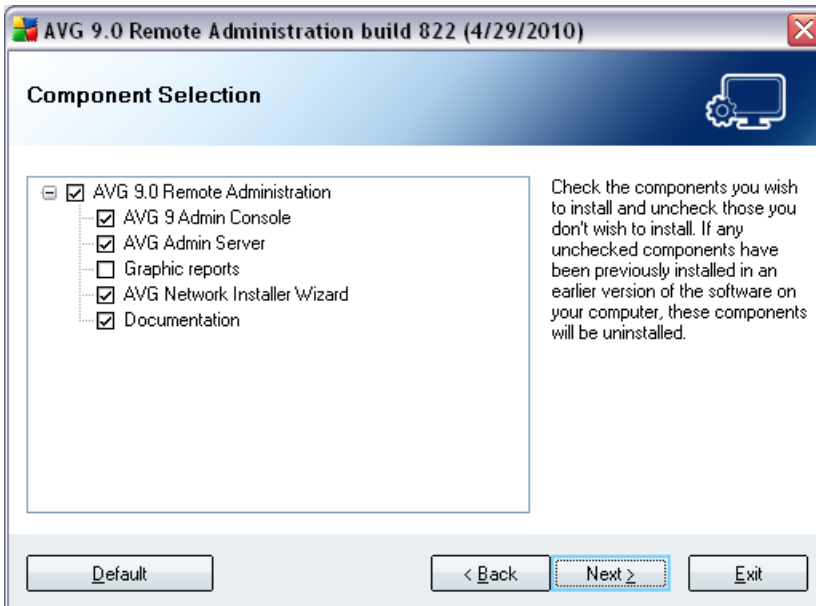 AVG 9.0 Remote Administration build 822 (4/29/2010)
Component Selection
AVG 9.0 Remote Administration
AVG 9 Admin Console
AVG Admin Server
Graphic reports
AVG Network Installer Wizard
Documentation
Check the components you wish
to install and uncheck those you
don't wish to install. If any
unchecked components have
been previously installed in an
earlier version of the software on
your computer, these components
will be uninstalled.
Default
< Back
Next >
Exit